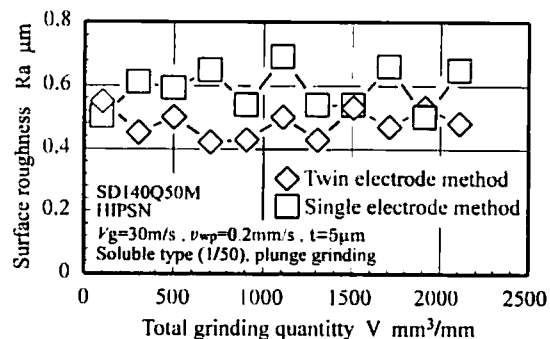 Surface roughness Ra μm
0.8
0.6
0.4
0.2
0
Twin electrode method
Single electrode method
SD140Q50M
HIPSN
Vg=30m/s , υwp=0.2mm/s , t=5μm
Soluble type (1/50), plunge grinding
0 500 1000 1500 2000 2500
Total grinding quantitty V mm³/mm